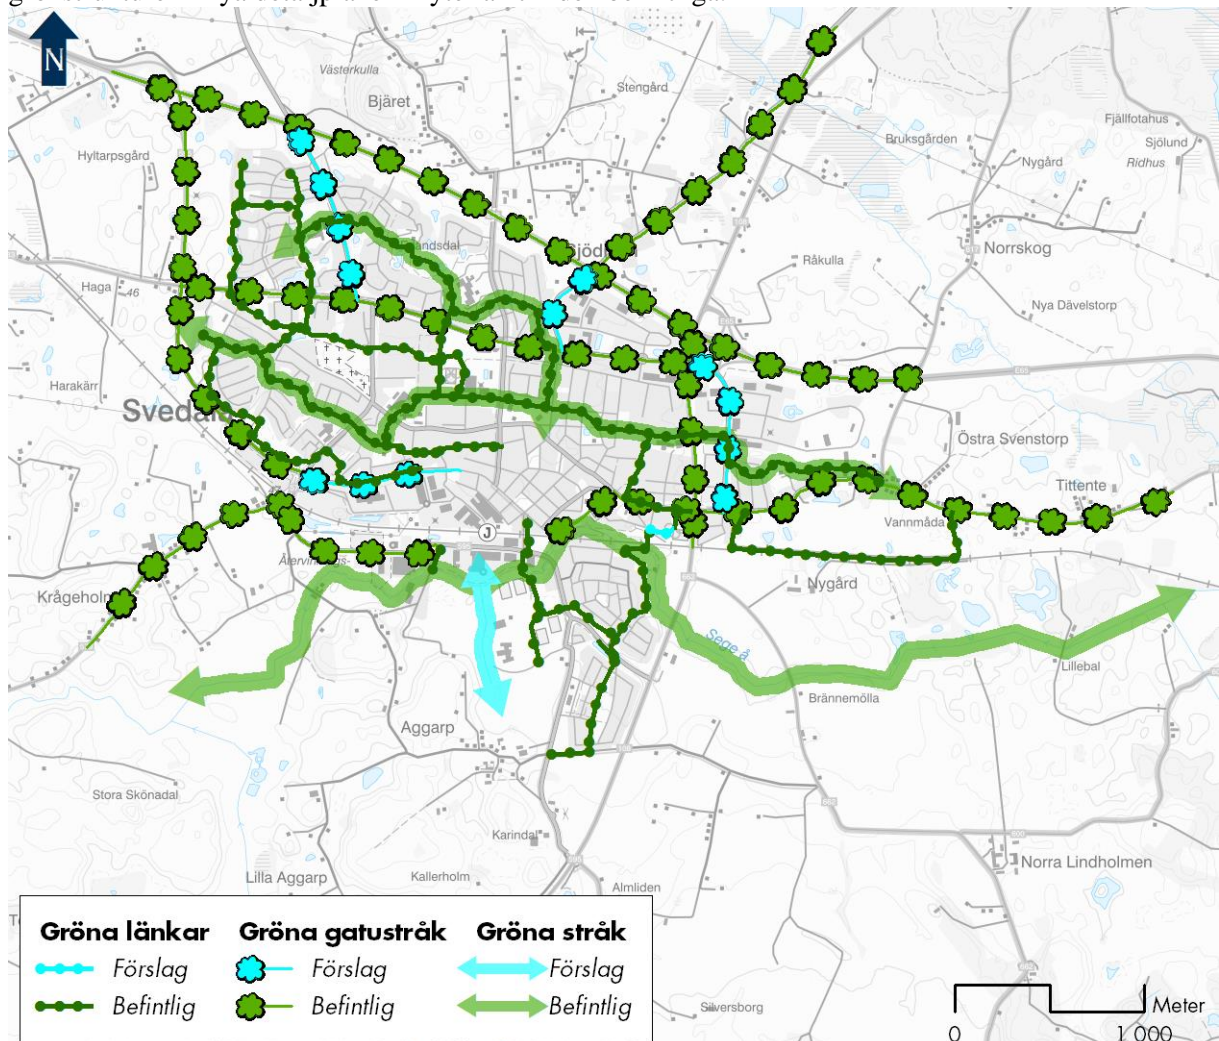 N
Västerkulla
Bjäret
Stengård
Fjällfotahus
Bruksgården
Sjölund
Ridhus
Nygård
Hyltarpsgård
Norrskog
Råkulla
Haga
46
Nya Dävelstorp
Harakärr
Östra Svenstorp
Tittente
Vannmåda
J
Krågeholm
Nygård
Sege å
Lillebal
Brännemölla
Aggarp
Stora Skönadal
Karindal
Norra Lindholmen
Lilla Aggarp
Kallerholm
Almliden
Gröna länkar Gröna gatustråk Gröna stråk
Förslag Förslag Förslag
Befintlig Befintlig Befintlig
Silversborg
Meter
0 1 000